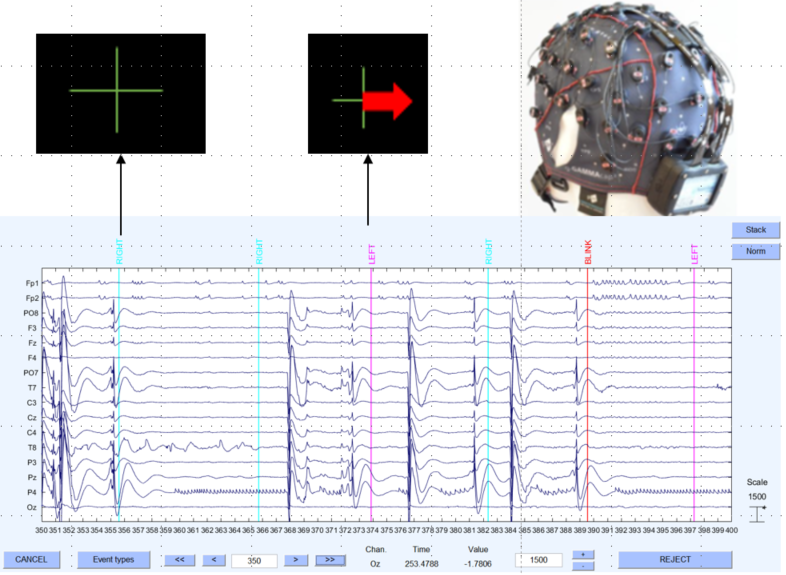 GAMMA
Stack
Norm
RIGHT
RIGHT
LEFT
RIGHT
BLINK
LEFT
Fp1
Fp2
PO8
F3
Fz
F4
PO7
T7
C3
Cz
C4
T8
P3
Pz
P4
Oz
Scale
1500
350 351 352 353 354 355 356 357 358 359 360 361 362 363 364 365 366 367 368 369 370 371 372 373 374 375 376 377 378 379 380 381 382 383 384 385 386 387 388 389 390 391 392 393 394 395 396 397 398 399 400
CANCEL Event types << < 350 > >> Chan. Time Value 1500 + - REJECT
Oz 253.4788 -1.7806